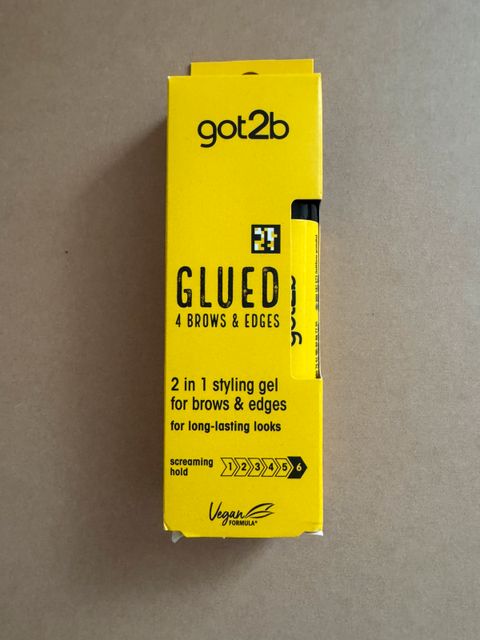 got2b
GLUED
4 BROWS & EDGES
got2b
2 in 1 styling gel
for brows & edges
for long-lasting looks
screaming
hold
1 2 3 4 5 6
Vegan
FORMULA*